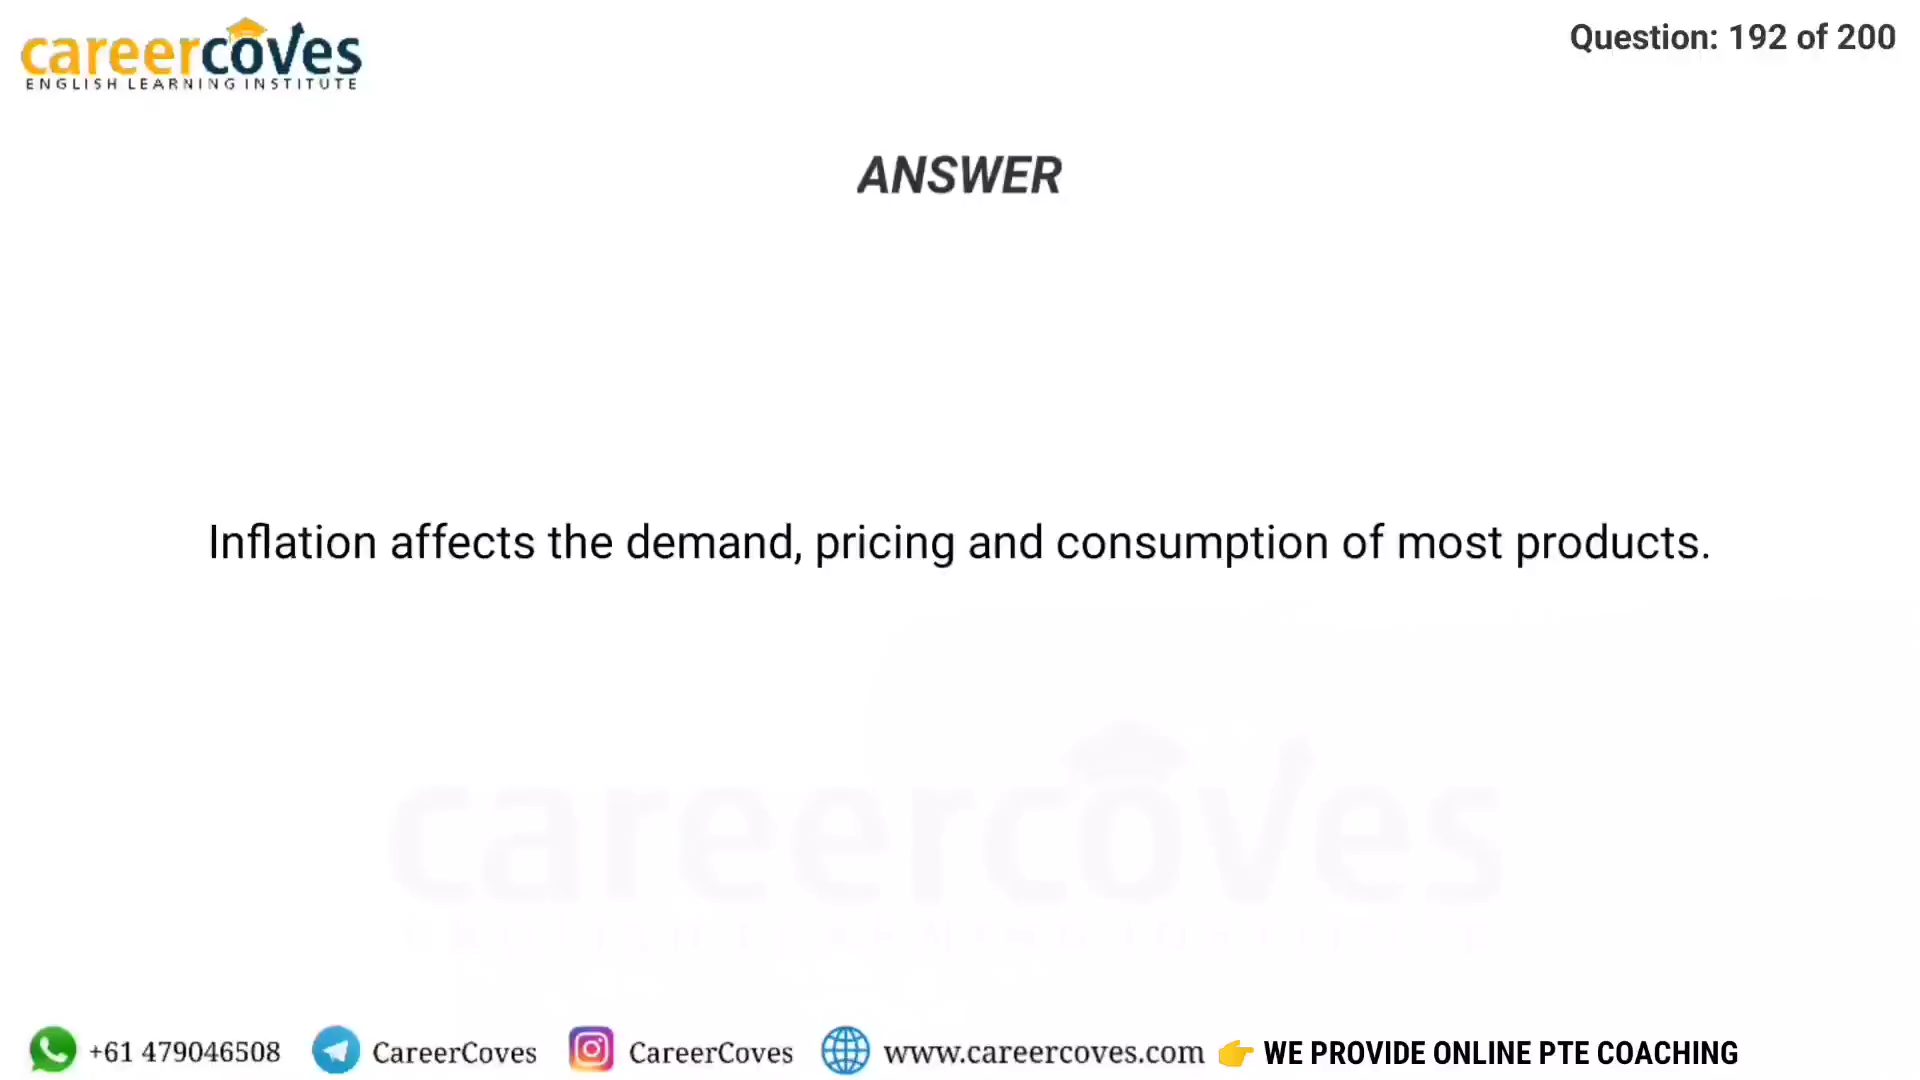 careercoves
ENGLISH LEARNING INSTITUTE
Question: 192 of 200
ANSWER
Inflation affects the demand, pricing and consumption of most products.
careercoves
+61 479046508 CareerCoves CareerCoves www.careercoves.com WE PROVIDE ONLINE PTE COACHING